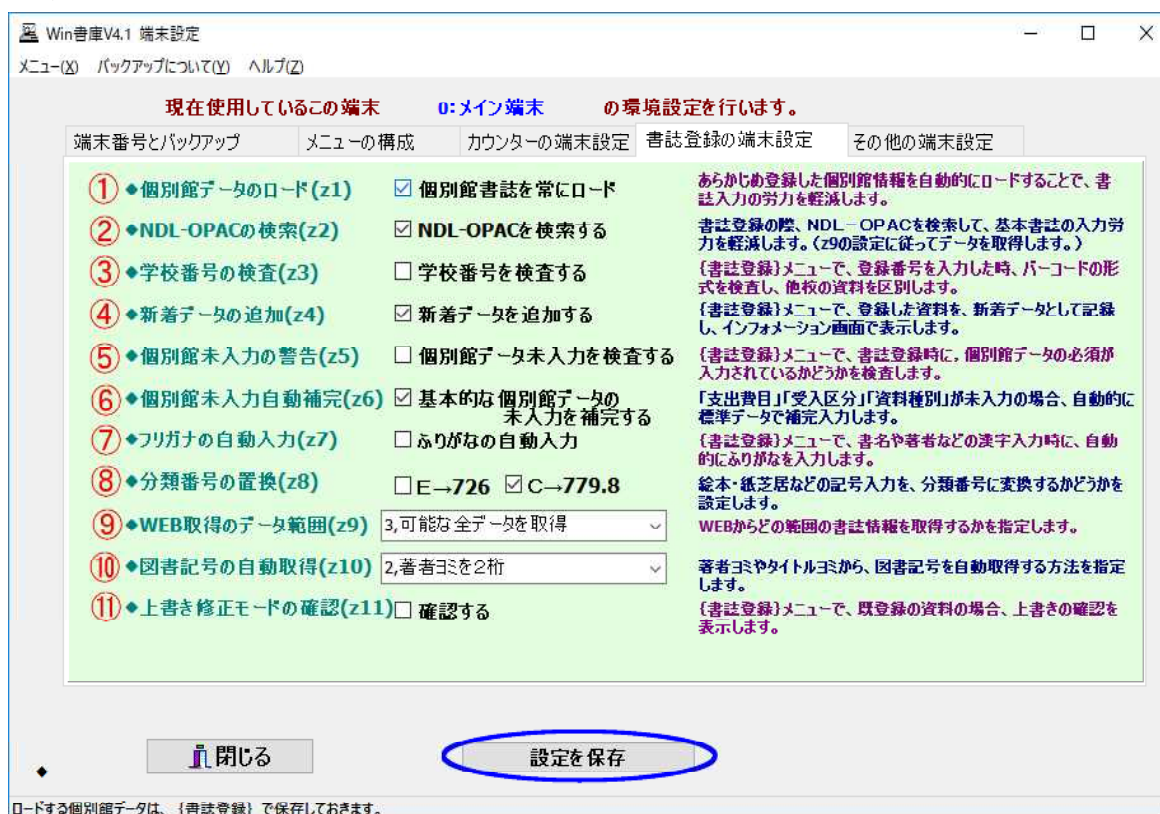 Win書庫V4.1 端末設定
メニュー(X) バックアップについて(Y) ヘルプ(Z)
現在使用しているこの端末 0:メイン端末 の環境設定を行います。
端末番号とバックアップ メニューの構成 カウンターの端末設定 書誌登録の端末設定 その他の端末設定
① ◆個別館データのロード(z1) 個別館書誌を常にロード
あらかじめ登録した個別館情報を自動的にロードすることで、書
誌入力の労力を軽減します。
② ◆NDL-OPACの検索(z2) NDL-OPACを検索する
書誌登録の際、NDL－OPACを検索して、基本書誌の入力労
力を軽減します。(z9の設定に従ってデータを取得します。)
③ ◆学校番号の検査(z3) 学校番号を検査する
{書誌登録}メニューで、登録番号を入力した時、バーコードの形
式を検査し、他校の資料を区別します。
④ ◆新着データの追加(z4) 新着データを追加する
{書誌登録}メニューで、登録した資料を、新着データとして記録
し、インフォメーション画面で表示します。
⑤ ◆個別館未入力の警告(z5) 個別館データ未入力を検査する
{書誌登録}メニューで、書誌登録時に，個別館データの必須が
入力されているかどうかを検査します。
⑥ ◆個別館未入力自動補完(z6) 基本的な個別館データの
未入力を補完する
「支出費目」「受入区分」「資料種別」が未入力の場合、自動的に
標準データで補完入力します。
⑦ ◆フリガナの自動入力(z7) ふりがなの自動入力
{書誌登録}メニューで、書名や著者などの漢字入力時に、自動
的にふりがなを入力します。
⑧ ◆分類番号の置換(z8) E→726 C→779.8
絵本・紙芝居などの記号入力を、分類番号に変換するかどうかを
設定します。
⑨ ◆WEB取得のデータ範囲(z9) 3,可能な全データを取得
WEBからどの範囲の書誌情報を取得するかを指定します。
⑩ ◆図書記号の自動取得(z10) 2,著者ヨミを2桁
著者ヨミやタイトルヨミから、図書記号を自動取得する方法を指定
します。
⑪ ◆上書き修正モードの確認(z11) 確認する
{書誌登録}メニューで、既登録の資料の場合、上書きの確認を
表示します。
閉じる 設定を保存
◆
ロードする個別館データは、{書誌登録}で保存しておきます。